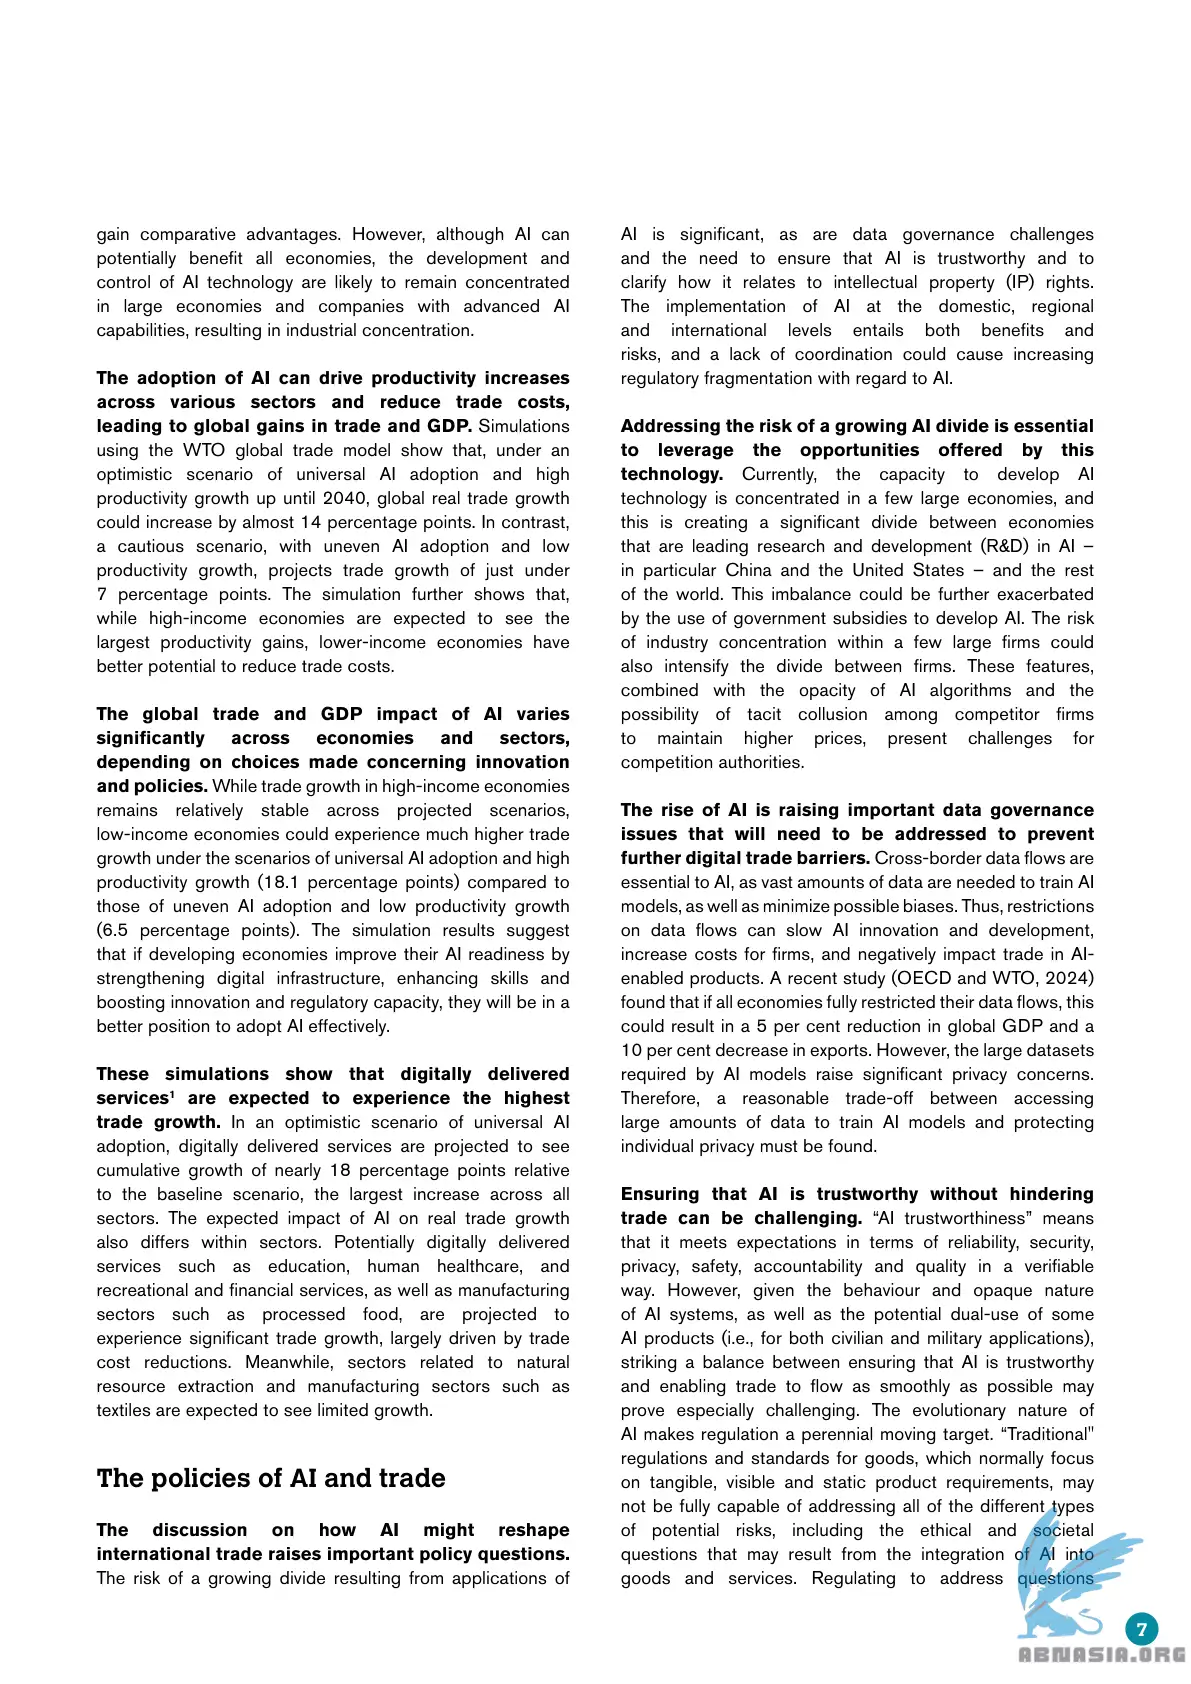 gain comparative advantages. However, although AI can
potentially benefit all economies, the development and
control of AI technology are likely to remain concentrated
in large economies and companies with advanced AI
capabilities, resulting in industrial concentration.
The adoption of AI can drive productivity increases
across various sectors and reduce trade costs,
leading to global gains in trade and GDP. Simulations
using the WTO global trade model show that, under an
optimistic scenario of universal AI adoption and high
productivity growth up until 2040, global real trade growth
could increase by almost 14 percentage points. In contrast,
a cautious scenario, with uneven AI adoption and low
productivity growth, projects trade growth of just under
7 percentage points. The simulation further shows that,
while high-income economies are expected to see the
largest productivity gains, lower-income economies have
better potential to reduce trade costs.
The global trade and GDP impact of AI varies
significantly across economies and sectors,
depending on choices made concerning innovation
and policies. While trade growth in high-income economies
remains relatively stable across projected scenarios,
low-income economies could experience much higher trade
growth under the scenarios of universal AI adoption and high
productivity growth (18.1 percentage points) compared to
those of uneven AI adoption and low productivity growth
(6.5 percentage points). The simulation results suggest
that if developing economies improve their AI readiness by
strengthening digital infrastructure, enhancing skills and
boosting innovation and regulatory capacity, they will be in a
better position to adopt AI effectively.
These simulations show that digitally delivered
services¹ are expected to experience the highest
trade growth. In an optimistic scenario of universal AI
adoption, digitally delivered services are projected to see
cumulative growth of nearly 18 percentage points relative
to the baseline scenario, the largest increase across all
sectors. The expected impact of AI on real trade growth
also differs within sectors. Potentially digitally delivered
services such as education, human healthcare, and
recreational and financial services, as well as manufacturing
sectors such as processed food, are projected to
experience significant trade growth, largely driven by trade
cost reductions. Meanwhile, sectors related to natural
resource extraction and manufacturing sectors such as
textiles are expected to see limited growth.
The policies of AI and trade
The discussion on how AI might reshape
international trade raises important policy questions.
The risk of a growing divide resulting from applications of
AI is significant, as are data governance challenges
and the need to ensure that AI is trustworthy and to
clarify how it relates to intellectual property (IP) rights.
The implementation of AI at the domestic, regional
and international levels entails both benefits and
risks, and a lack of coordination could cause increasing
regulatory fragmentation with regard to AI.
Addressing the risk of a growing AI divide is essential
to leverage the opportunities offered by this
technology. Currently, the capacity to develop AI
technology is concentrated in a few large economies, and
this is creating a significant divide between economies
that are leading research and development (R&D) in AI –
in particular China and the United States – and the rest
of the world. This imbalance could be further exacerbated
by the use of government subsidies to develop AI. The risk
of industry concentration within a few large firms could
also intensify the divide between firms. These features,
combined with the opacity of AI algorithms and the
possibility of tacit collusion among competitor firms
to maintain higher prices, present challenges for
competition authorities.
The rise of AI is raising important data governance
issues that will need to be addressed to prevent
further digital trade barriers. Cross-border data flows are
essential to AI, as vast amounts of data are needed to train AI
models, as well as minimize possible biases. Thus, restrictions
on data flows can slow AI innovation and development,
increase costs for firms, and negatively impact trade in AI-
enabled products. A recent study (OECD and WTO, 2024)
found that if all economies fully restricted their data flows, this
could result in a 5 per cent reduction in global GDP and a
10 per cent decrease in exports. However, the large datasets
required by AI models raise significant privacy concerns.
Therefore, a reasonable trade-off between accessing
large amounts of data to train AI models and protecting
individual privacy must be found.
Ensuring that AI is trustworthy without hindering
trade can be challenging. “AI trustworthiness” means
that it meets expectations in terms of reliability, security,
privacy, safety, accountability and quality in a verifiable
way. However, given the behaviour and opaque nature
of AI systems, as well as the potential dual-use of some
AI products (i.e., for both civilian and military applications),
striking a balance between ensuring that AI is trustworthy
and enabling trade to flow as smoothly as possible may
prove especially challenging. The evolutionary nature of
AI makes regulation a perennial moving target. “Traditional"
regulations and standards for goods, which normally focus
on tangible, visible and static product requirements, may
not be fully capable of addressing all of the different types
of potential risks, including the ethical and societal
questions that may result from the integration of AI into
goods and services. Regulating to address questions
7
ABNASIA.ORG